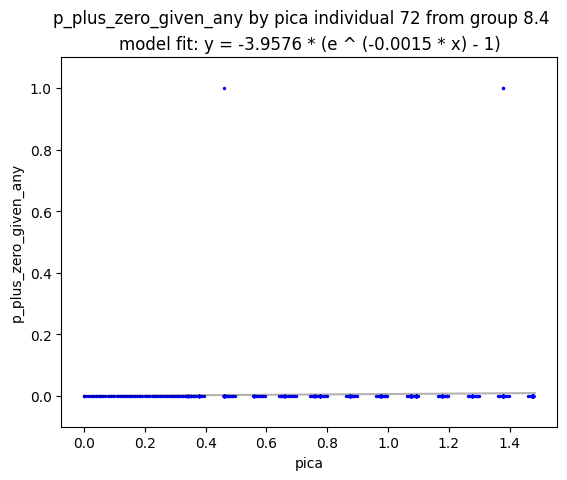 p_plus_zero_given_any by pica individual 72 from group 8.4
model fit: y = -3.9576 * (e ^ (-0.0015 * x) - 1)
1.0
0.8
0.6
0.4
0.2
0.0
p_plus_zero_given_any
0.0 0.2 0.4 0.6 0.8 1.0 1.2 1.4
pica